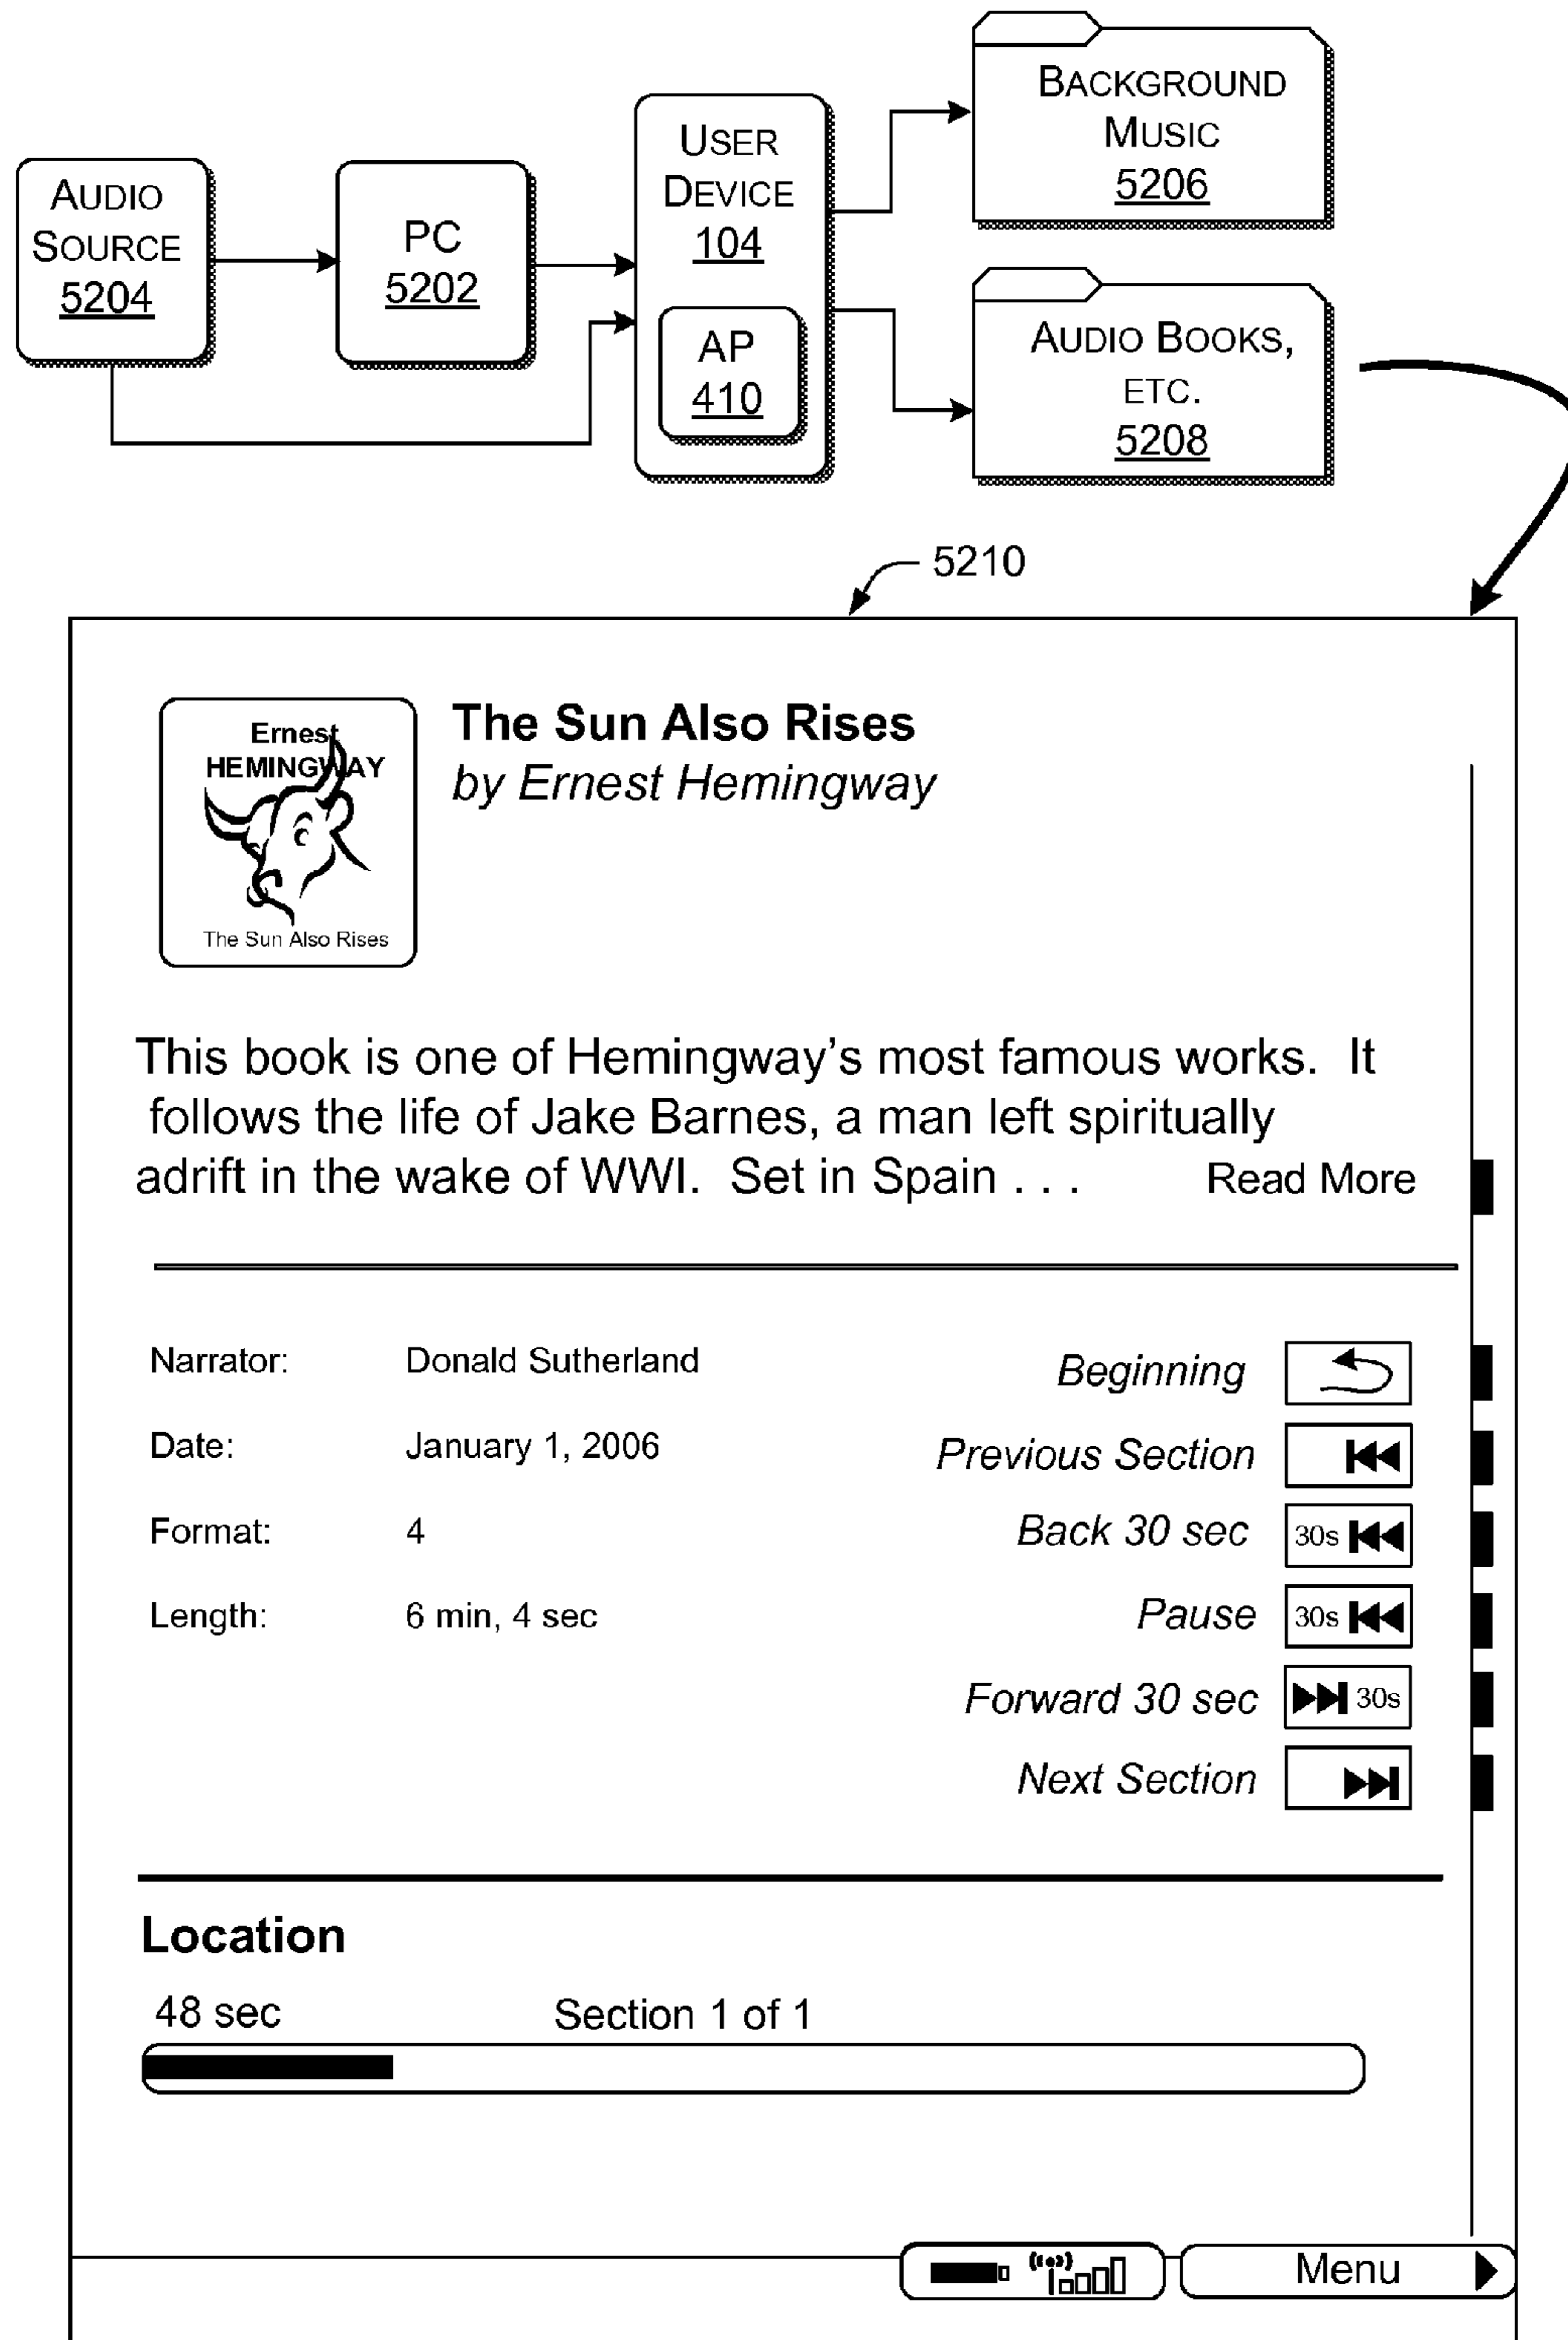 AUDIO
SOURCE
5204
PC
5202
USER
DEVICE
104
AP
410
BACKGROUND
MUSIC
5206
AUDIO BOOKS,
ETC.
5208
5210
Ernest
HEMINGWAY
The Sun Also Rises
The Sun Also Rises
by Ernest Hemingway
This book is one of Hemingway’s most famous works. It
follows the life of Jake Barnes, a man left spiritually
adrift in the wake of WWI. Set in Spain . . . Read More
Narrator: Donald Sutherland
Date: January 1, 2006
Format: 4
Length: 6 min, 4 sec
Beginning
Previous Section
Back 30 sec 30s
Pause 30s
Forward 30 sec 30s
Next Section
Location
48 sec Section 1 of 1
Menu